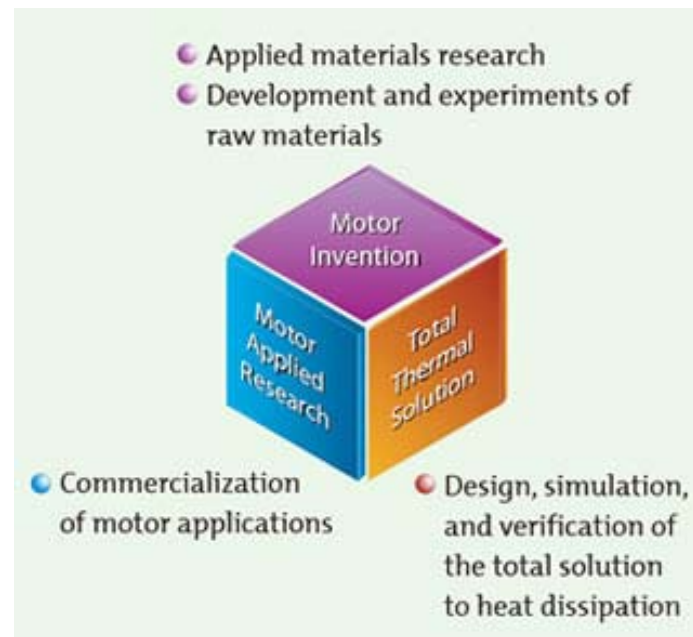 Applied materials research
Development and experiments of
raw materials
Motor
Invention
Motor
Applied
Research
Total
Thermal
Solution
Commercialization
of motor applications
Design, simulation,
and verification of
the total solution
to heat dissipation